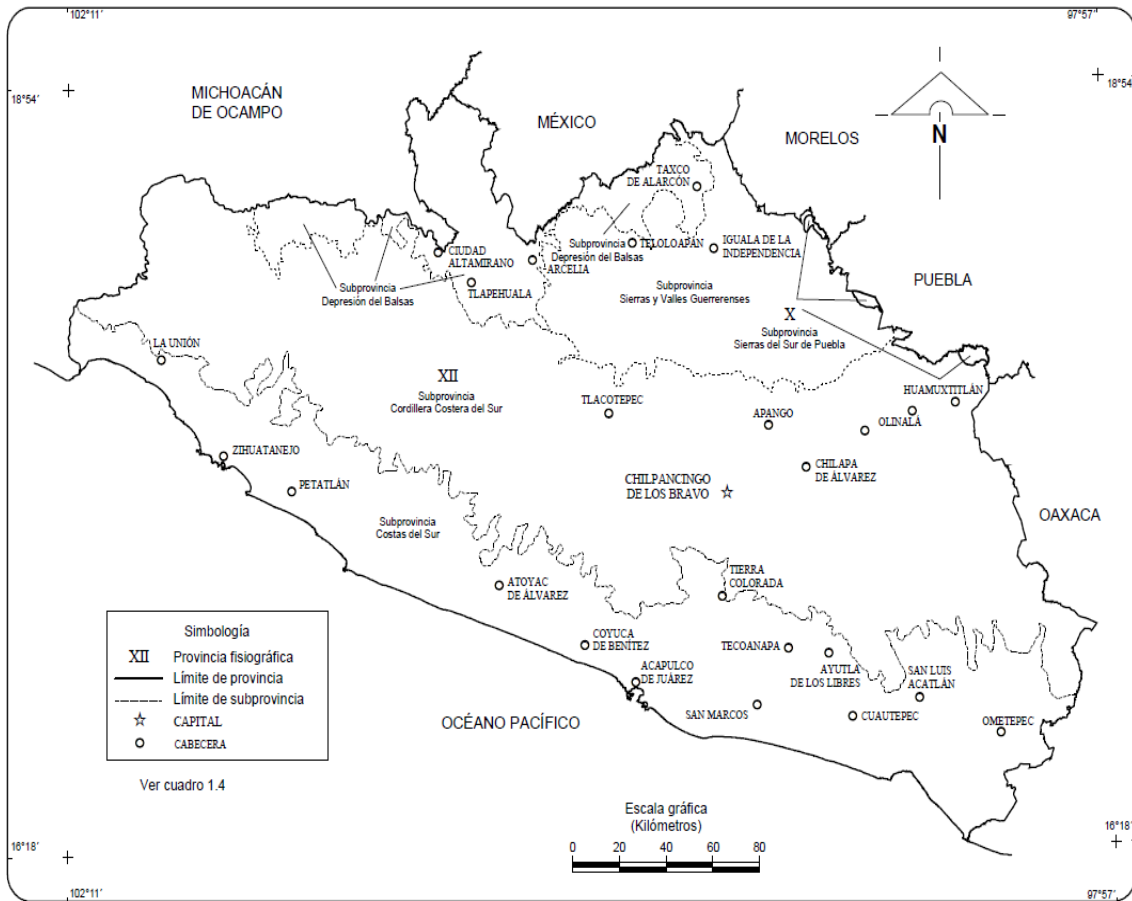 102°11'
97°57'
18°54'
18°54'
MICHOACÁN
DE OCAMPO
MÉXICO
MORELOS
N
TAXCO
DE ALARCÓN
TELOLOAPAN
Subprovincia
Depresión del Balsas
IGUALA DE LA
INDEPENDENCIA
CIUDAD
ALTAMIRANO
ARCELIA
Subprovincia
Depresión del Balsas
TLAPEHUALA
Subprovincia
Sierras y Valles Guerrerenses
PUEBLA
X
Subprovincia
Sierras del Sur de Puebla
LA UNIÓN
XII
Subprovincia
Cordillera Costera del Sur
TLACOTEPEC
APANGO
HUAMUXTITLÁN
OLINALÁ
ZIHUATANEJO
PETATLÁN
CHILPANCINGO
DE LOS BRAVO
CHILAPA
DE ÁLVAREZ
OAXACA
Subprovincia
Costas del Sur
ATOYAC
DE ÁLVAREZ
TIERRA
COLORADA
COYUCA
DE BENÍTEZ
TECOANAPA
AYUTLA
DE LOS LIBRES
SAN LUIS
ACATLÁN
ACAPULCO
DE JUÁREZ
SAN MARCOS
CUAUTEPEC
OMETEPEC
OCÉANO PACÍFICO
Simbología
XII Provincia fisiográfica
Límite de provincia
Límite de subprovincia
CAPITAL
CABECERA
Ver cuadro 1.4
Escala gráfica
(Kilómetros)
0 20 40 60 80
16°18'
16°18'
102°11'
97°57'